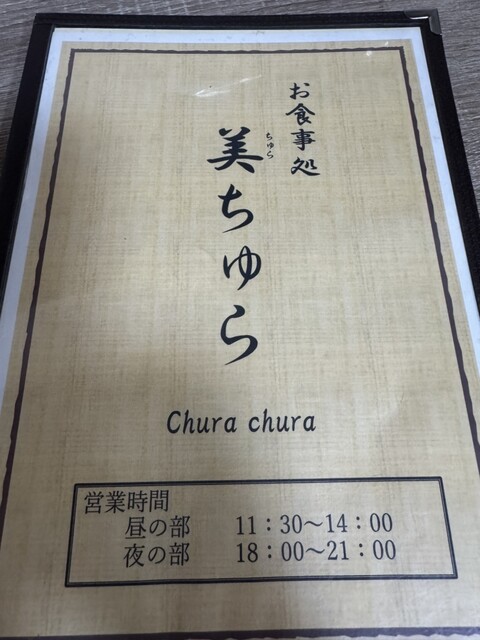 お食事処
美ちゅら
ちゅら
Chura chura
営業時間
昼の部 11：30～14：00
夜の部 18：00～21：00